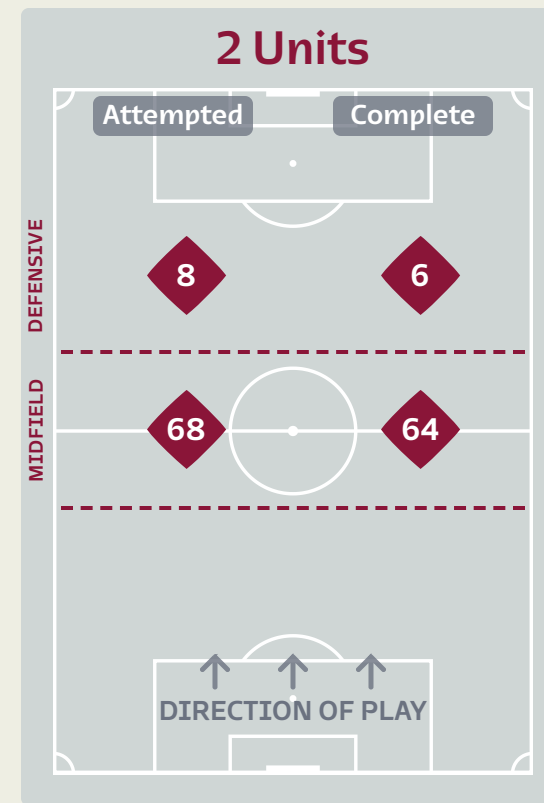 2 Units
Attempted Complete
DEFENSIVE
8 6
MIDFIELD
68 64
DIRECTION OF PLAY